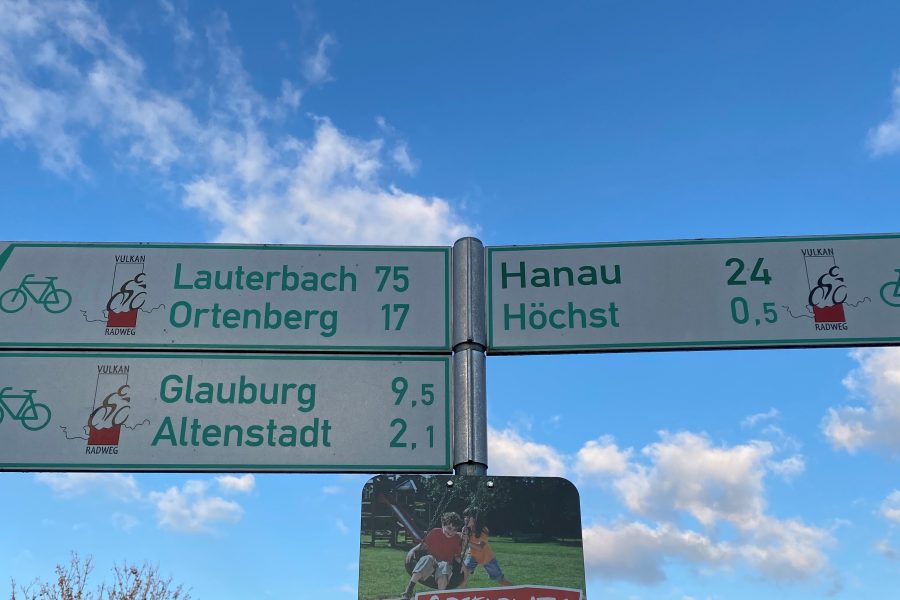 VULKAN
RADWEG
Lauterbach 75
Ortenberg 17
VULKAN
RADWEG
Glauburg 9,5
Altenstadt 2,1
Hanau 24
Höchst 0,5
VULKAN
RADWEG